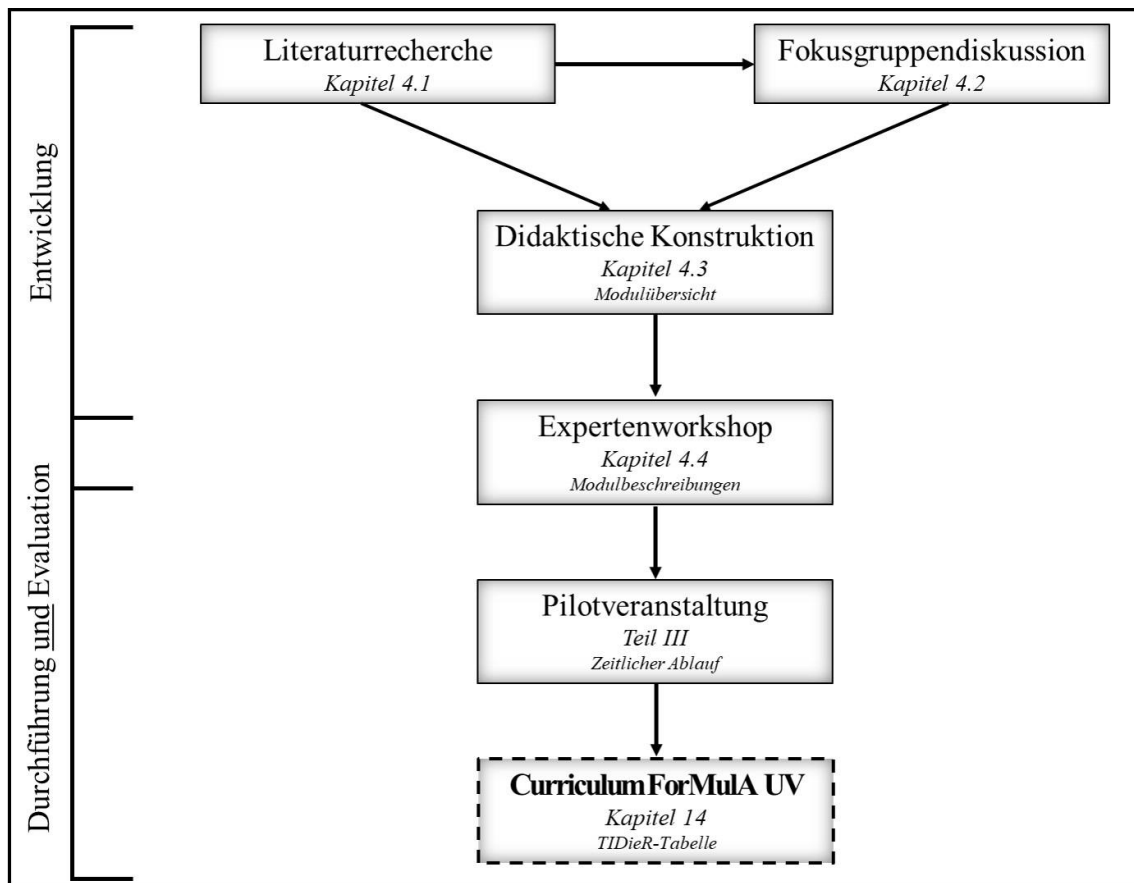 Literaturrecherche
Kapitel 4.1
Fokusgruppendiskussion
Kapitel 4.2
Entwicklung
Didaktische Konstruktion
Kapitel 4.3
Modulübersicht
Expertenworkshop
Kapitel 4.4
Modulbeschreibungen
Durchführung und Evaluation
Pilotveranstaltung
Teil III
Zeitlicher Ablauf
Curriculum ForMulA UV
Kapitel 14
TIDieR-Tabelle